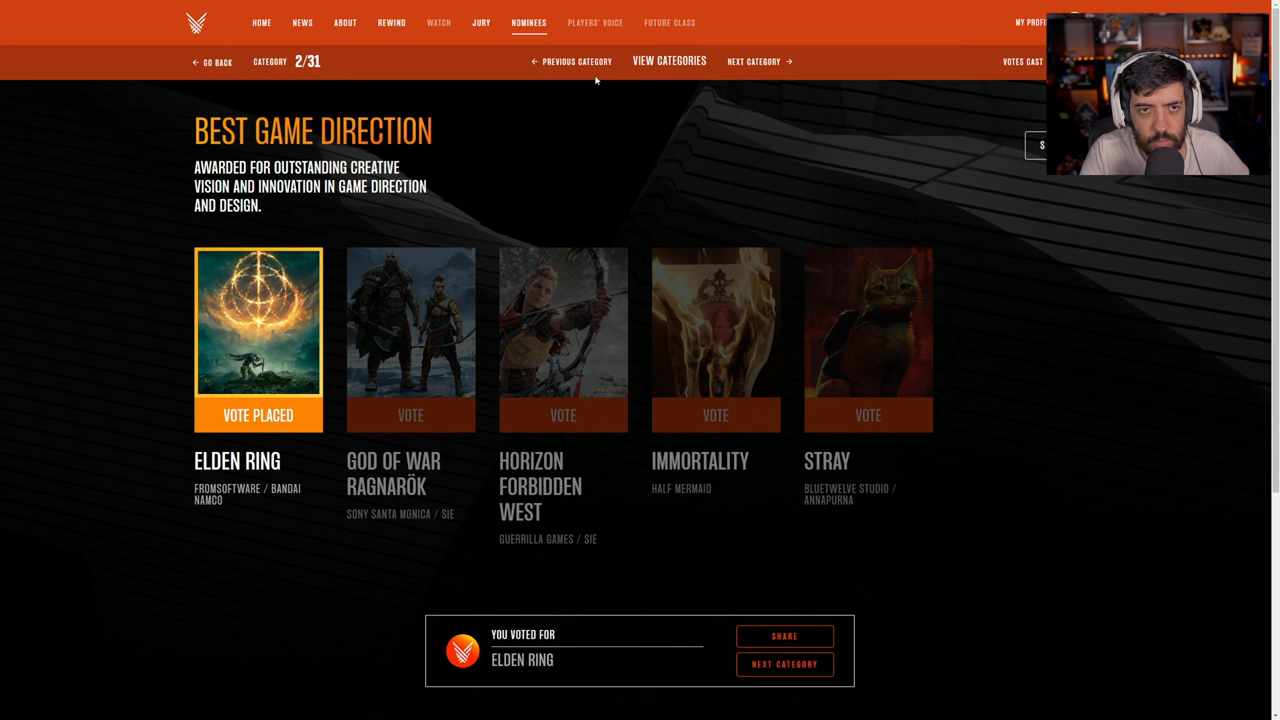 HOME NEWS ABOUT REWIND WATCH JURY NOMINEES PLAYERS' VOICE FUTURE CLASS
GO BACK CATEGORY 2/31 PREVIOUS CATEGORY VIEW CATEGORIES NEXT CATEGORY VOTES CAST
BEST GAME DIRECTION
AWARDED FOR OUTSTANDING CREATIVE
VISION AND INNOVATION IN GAME DIRECTION
AND DESIGN.
VOTE PLACED VOTE VOTE VOTE VOTE
ELDEN RING
FROMSOFTWARE / BANDAI
NAMCO
GOD OF WAR
RAGNARÖK
SONY SANTA MONICA / SIE
HORIZON
FORBIDDEN
WEST
GUERRILLA GAMES / SIE
IMMORTALITY
HALF MERMAID
STRAY
BLUETWELVE STUDIO /
ANNAPURNA
YOU VOTED FOR
ELDEN RING
SHARE
NEXT CATEGORY